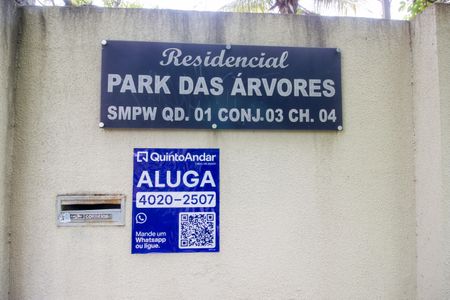 Residencial
PARK DAS ÁRVORES
SMPW QD. 01 CONJ.03 CH. 04
QuintoAndar
ALUGA
4020-2507
Mande um
Whatsapp
ou ligue.
CORREIOS